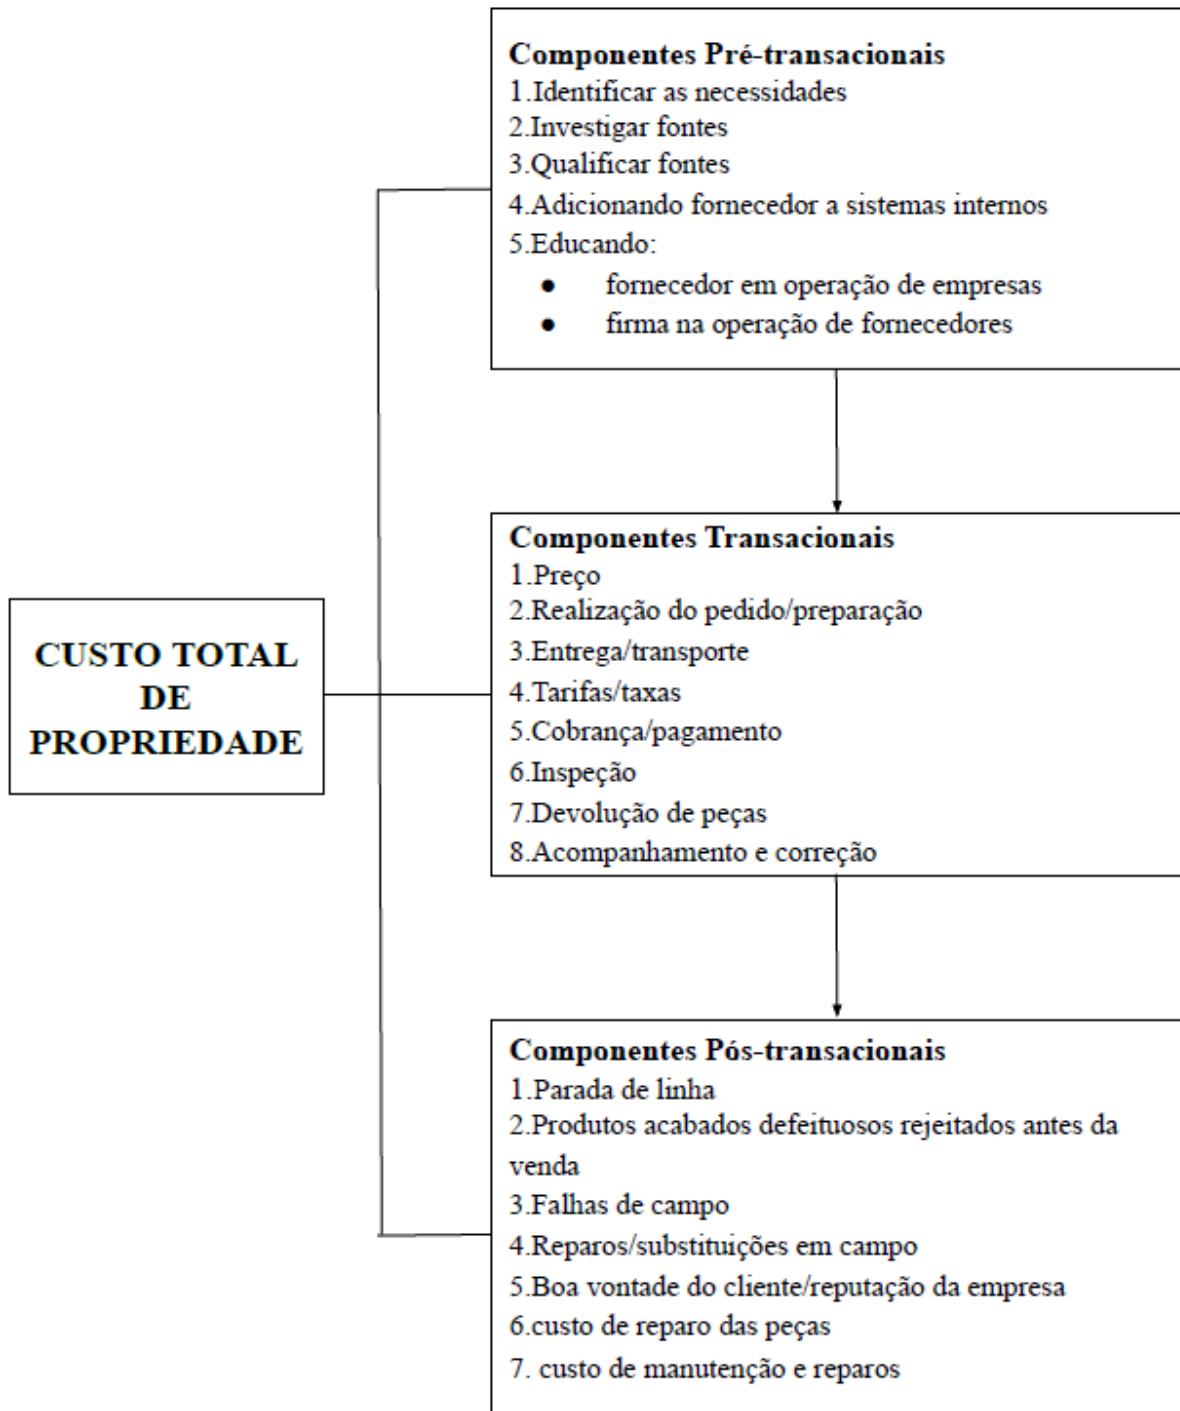 Componentes Pré-transacionais
1.Identificar as necessidades
2.Investigar fontes
3.Qualificar fontes
4.Adicionando fornecedor a sistemas internos
5.Educando:
● fornecedor em operação de empresas
● firma na operação de fornecedores
CUSTO TOTAL
DE
PROPRIEDADE
Componentes Transacionais
1.Preço
2.Realização do pedido/preparação
3.Entrega/transporte
4.Tarifas/taxas
5.Cobrança/pagamento
6.Inspeção
7.Devolução de peças
8.Acompanhamento e correção
Componentes Pós-transacionais
1.Parada de linha
2.Produtos acabados defeituosos rejeitados antes da
venda
3.Falhas de campo
4.Reparos/substituições em campo
5.Boa vontade do cliente/reputação da empresa
6.custo de reparo das peças
7. custo de manutenção e reparos